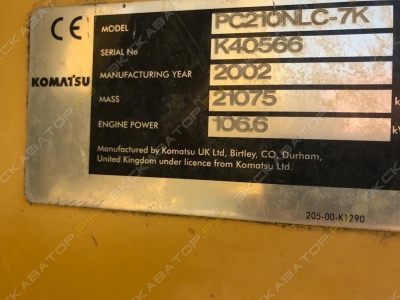 CE MODEL PC210NLC-7K
SERIAL No K40566
KOMATSU MANUFACTURING YEAR 2002
MASS 21075 k
ENGINE POWER 106.6 k
Manufactured by Komatsu UK Ltd, Birtley, CO. Durham,
United Kingdom under licence from Komatsu Ltd.
205-00-K1290